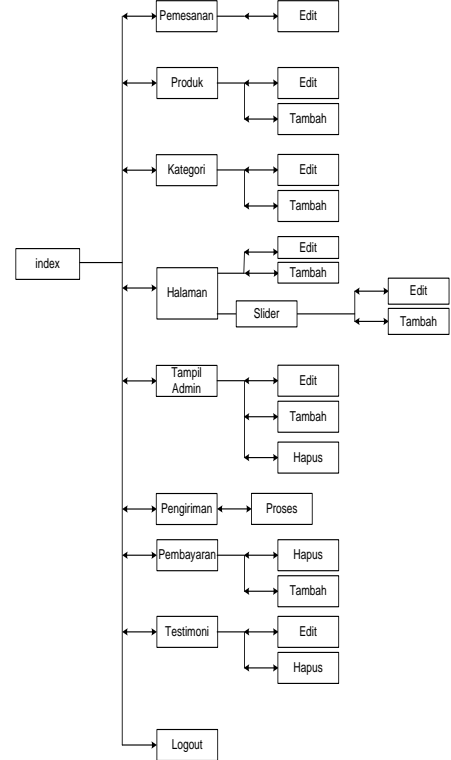 Pemesanan
Edit
Produk
Edit
Tambah
Kategori
Edit
Tambah
index
Halaman
Edit
Tambah
Slider
Edit
Tambah
Tampil
Admin
Edit
Tambah
Hapus
Pengiriman
Proses
Pembayaran
Hapus
Tambah
Testimoni
Edit
Hapus
Logout